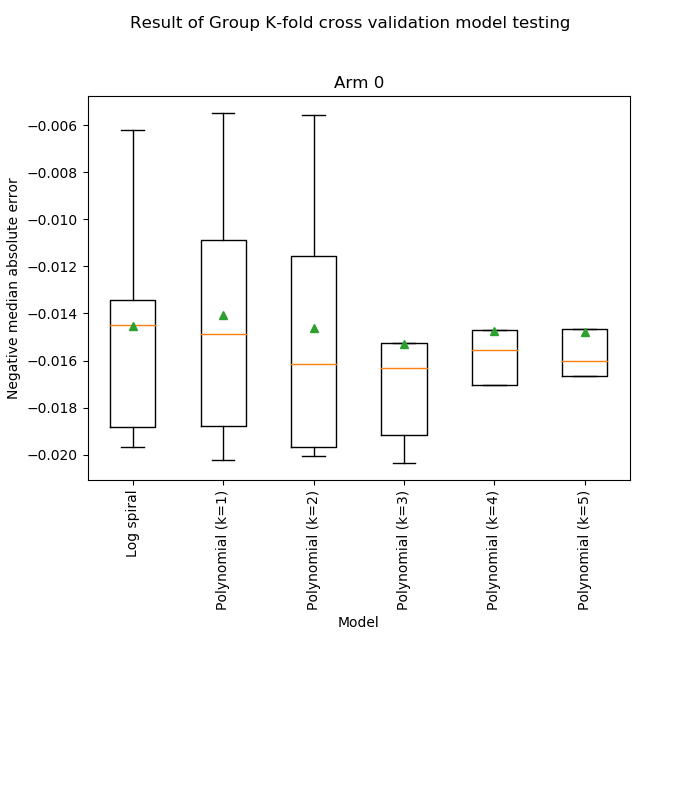 Result of Group K-fold cross validation model testing
Arm 0
Negative median absolute error
−0.006
−0.008
−0.010
−0.012
−0.014
−0.016
−0.018
−0.020
Log spiral
Polynomial (k=1)
Polynomial (k=2)
Polynomial (k=3)
Polynomial (k=4)
Polynomial (k=5)
Model